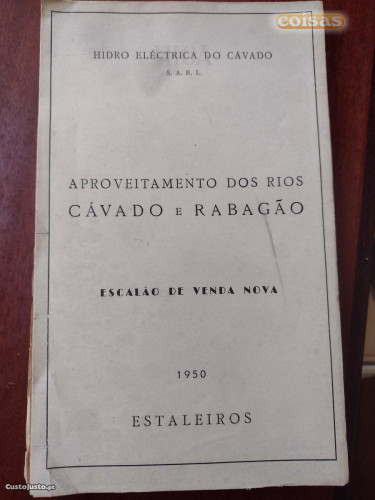 coisas
HIDRO ELÉCTRICA DO CÁVADO
S. A. R. L.
APROVEITAMENTO DOS RIOS
CÁVADO E RABAGÃO
ESCALÃO DE VENDA NOVA
1950
ESTALEIROS
CustoJusto.pt